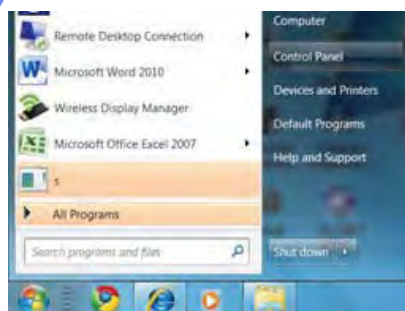 Remote Desktop Connection
Microsoft Word 2010
Wireless Display Manager
Microsoft Office Excel 2007
s
All Programs
Search programs and files
Computer
Control Panel
Devices and Printers
Default Programs
Help and Support
Shut down